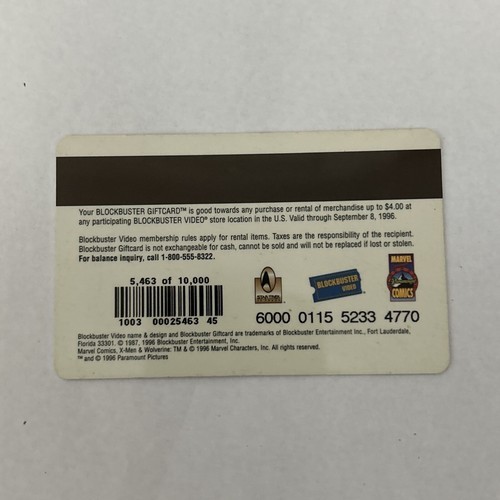 Your BLOCKBUSTER GIFTCARD™ is good towards any purchase or rental of merchandise up to $4.00 at
any participating BLOCKBUSTER VIDEO® store location in the U.S. Valid through September 8, 1996.
Blockbuster Video membership rules apply for rental items. Taxes are the responsibility of the recipient.
Blockbuster Giftcard is not exchangeable for cash, cannot be sold and will not be replaced if lost or stolen.
For balance inquiry, call 1-800-555-8322.
5,463 of 10,000
1003 00025463 45
BLOCKBUSTER
VIDEO
MARVEL
COMICS
6000 0115 5233 4770
Blockbuster Video name & design and Blockbuster Giftcard are trademarks of Blockbuster Entertainment Inc., Fort Lauderdale,
Florida 33301. © 1987, 1996 Blockbuster Entertainment, Inc.
Marvel Comics, X-Men & Wolverine: TM & © 1996 Marvel Characters, Inc. All rights reserved.
™ and © 1996 Paramount Pictures